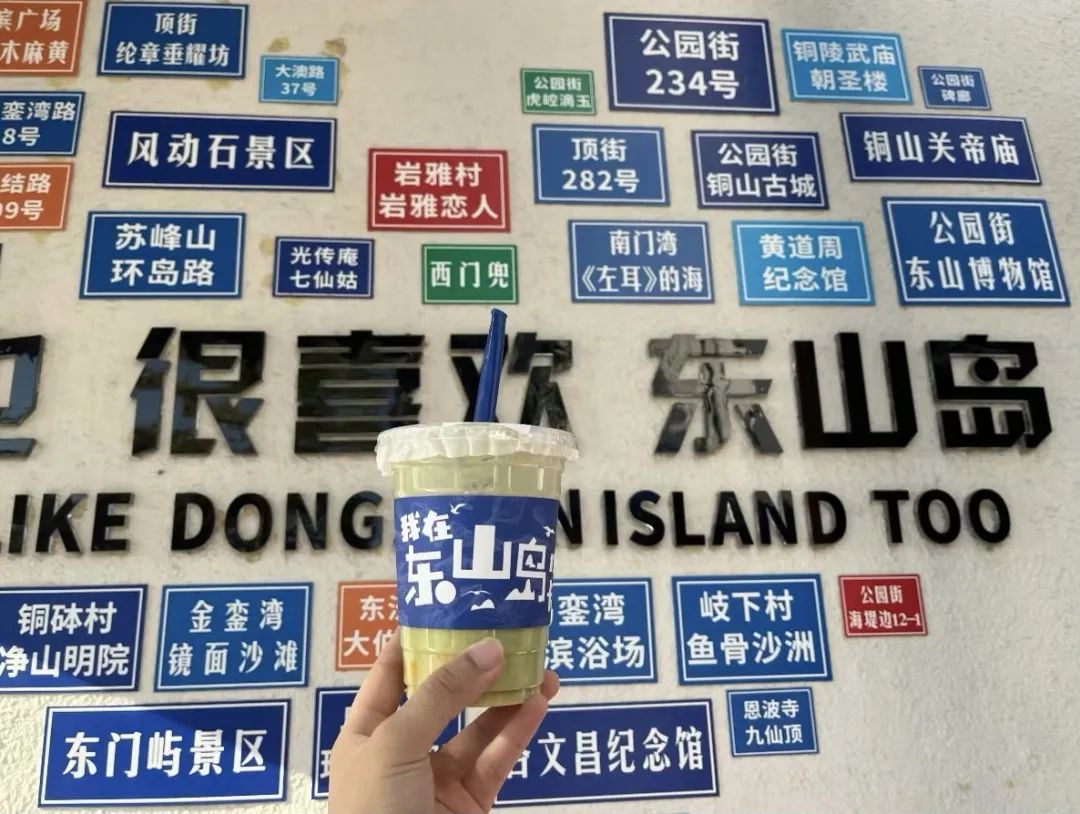 滨广场
木麻黄
顶街
纶章垂耀坊
大澳路
37号
公园街
虎崆滴玉
公园街
234号
铜陵武庙
朝圣楼
公园街
碑廊
銮湾路
8号
风动石景区
岩雅村
岩雅恋人
顶街
282号
公园街
铜山古城
铜山关帝庙
结路
99号
苏峰山
环岛路
光传庵
七仙姑
西门兜
南门湾
《左耳》的海
黄道周
纪念馆
公园街
东山博物馆
很喜欢 东山岛
LIKE DONG N ISLAND TOO
我在
东山岛
铜砵村
净山明院
金銮湾
镜面沙滩
东
大伯
銮湾
滨浴场
岐下村
鱼骨沙洲
公园街
海堤边12-1
东门屿景区
文昌纪念馆
恩波寺
九仙顶